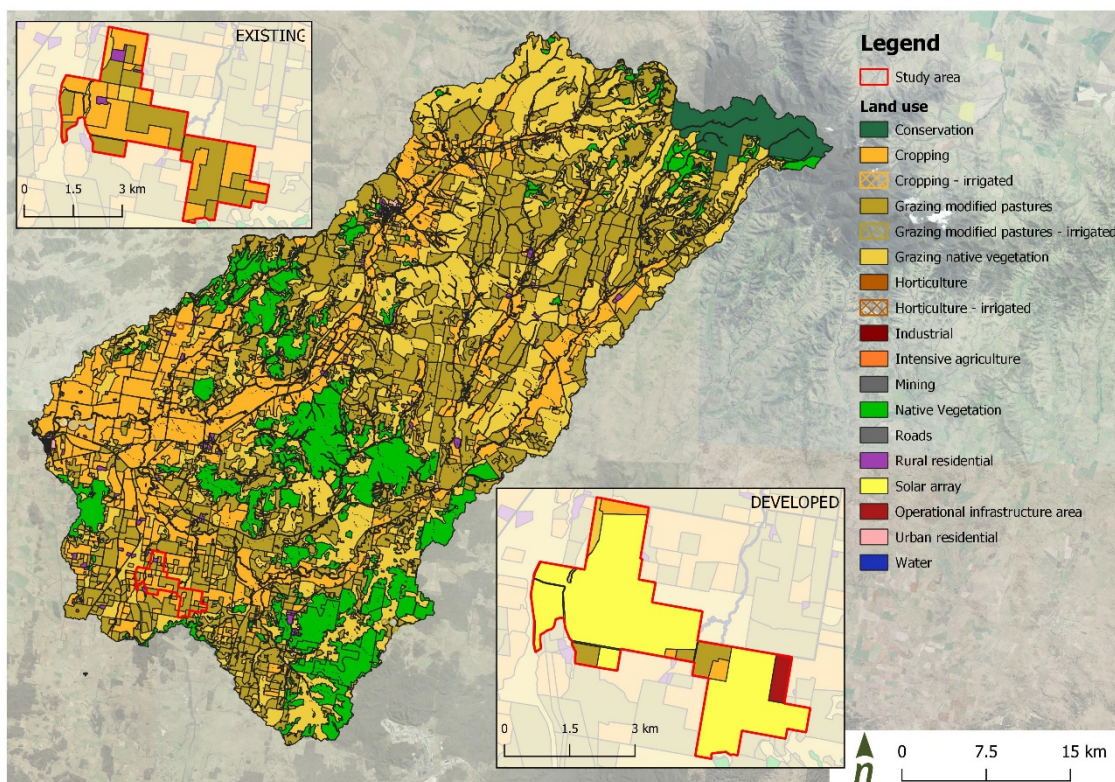 EXISTING
0 1.5 3 km
Legend
Study area
Land use
Conservation
Cropping
Cropping - irrigated
Grazing modified pastures
Grazing modified pastures - irrigated
Grazing native vegetation
Horticulture
Horticulture - irrigated
Industrial
Intensive agriculture
Mining
Native Vegetation
Roads
Rural residential
Solar array
Operational infrastructure area
Urban residential
Water
DEVELOPED
0 1.5 3 km
n
0 7.5 15 km